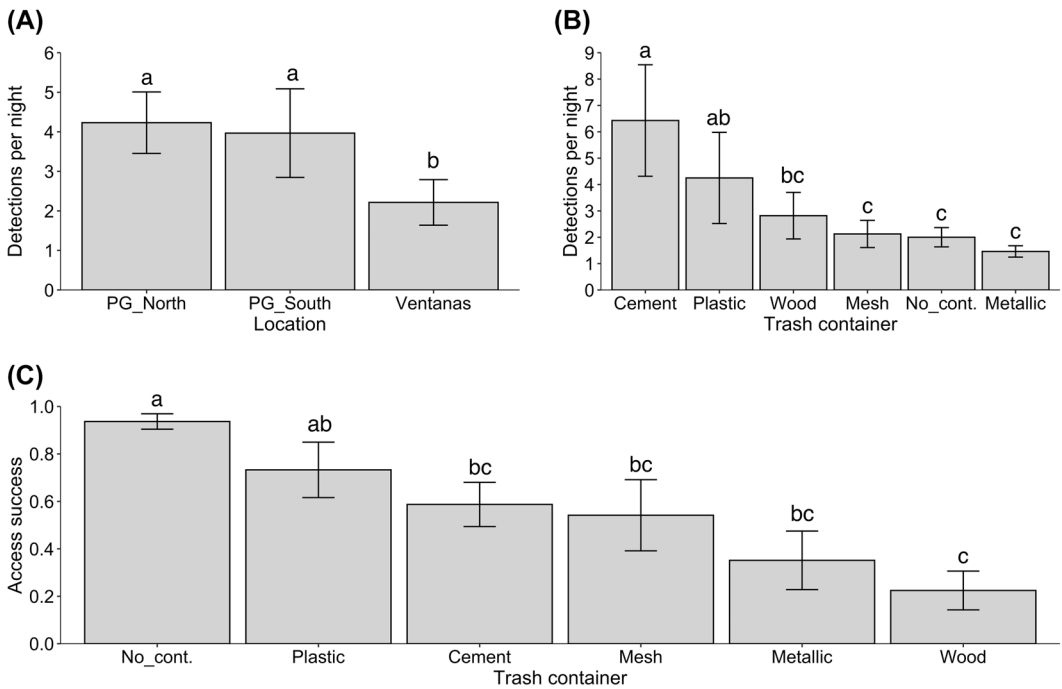 (A)
Detections per night
6
5
4
3
2
1
0
a
a
b
PG_North PG_South Ventanas
Location
(B)
Detections per night
9
8
7
6
5
4
3
2
1
0
a
ab
bc
c
c
c
Cement Plastic Wood Mesh No_cont. Metallic
Trash container
(C)
Access success
1.0
0.8
0.6
0.4
0.2
0.0
a
ab
bc
bc
bc
c
No_cont. Plastic Cement Mesh Metallic Wood
Trash container